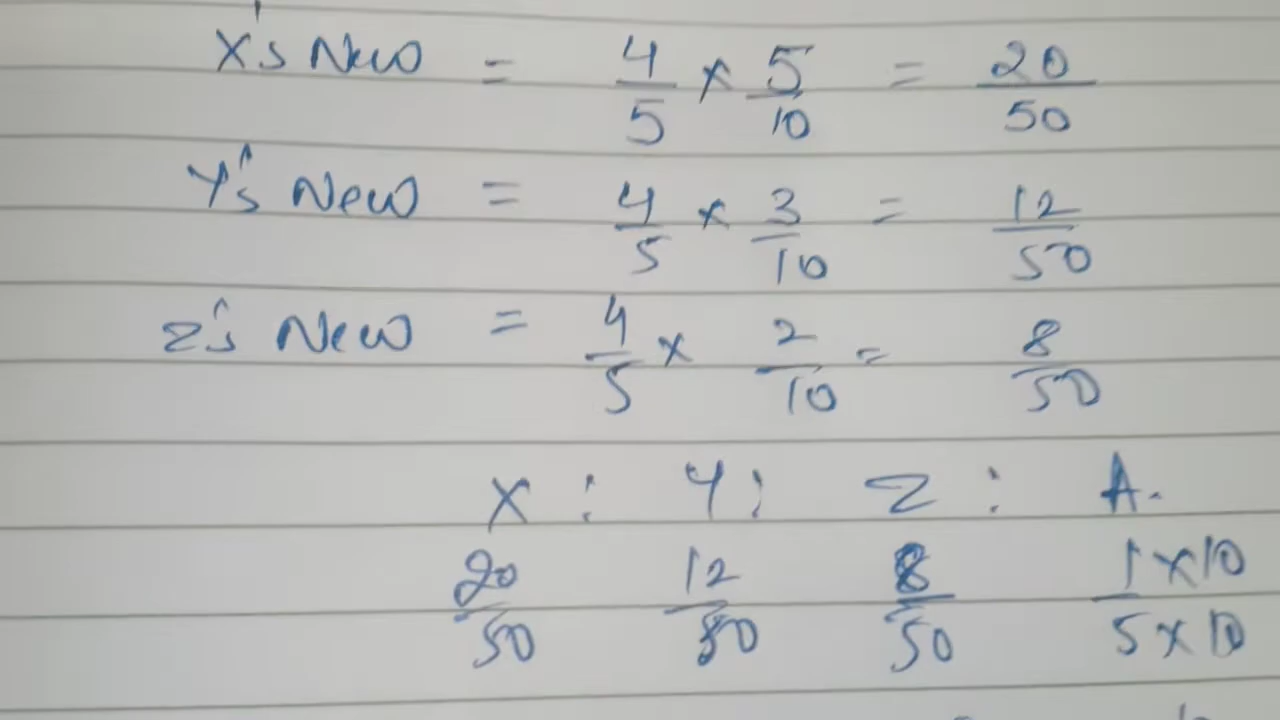 X's New = 4/5 × 5/10 = 20/50
Y's New = 4/5 × 3/10 = 12/50
Z's New = 4/5 × 2/10 = 8/50
X : Y : Z : A.
20/50 12/50 8/50 1×10/5×10